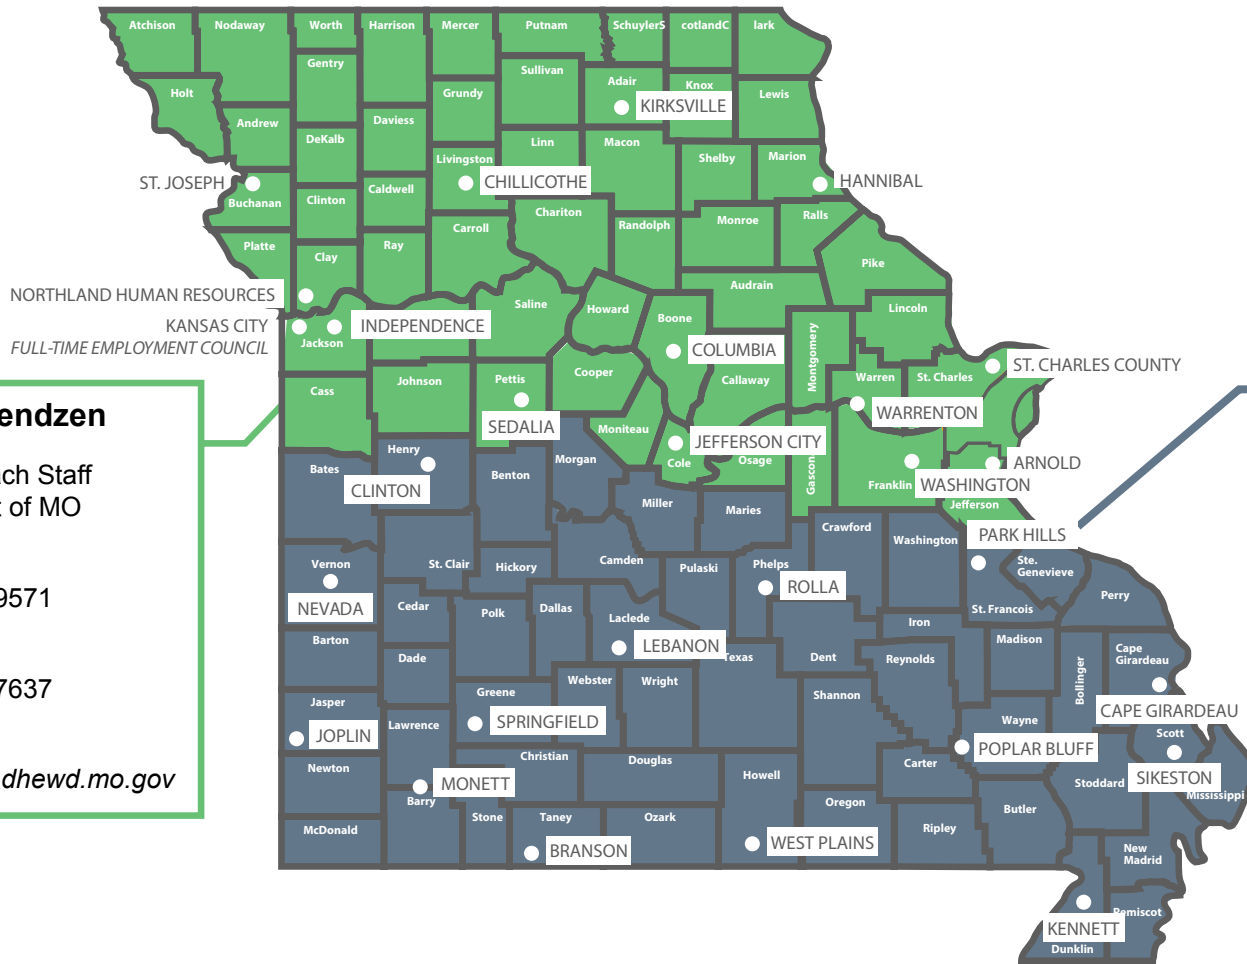 Atchison
Nodaway
Worth
Harrison
Mercer
Putnam
SchuylerS
cotlandC
lark
Gentry
Sullivan
Adair
Knox
Holt
Grundy
Lewis
KIRKSVILLE
Andrew
Daviess
DeKalb
Linn
Macon
Livingston
Shelby
Marion
ST. JOSEPH
CHILLICOTHE
HANNIBAL
Caldwell
Buchanan
Clinton
Chariton
Ralls
Carroll
Randolph
Monroe
Platte
Ray
Clay
Pike
Audrain
NORTHLAND HUMAN RESOURCES
Saline
Howard
Lincoln
Boone
KANSAS CITY
INDEPENDENCE
Jackson
FULL-TIME EMPLOYMENT COUNCIL
COLUMBIA
Montgomery
ST. CHARLES COUNTY
Cooper
Johnson
Pettis
Callaway
Warren
St. Charles
Cass
endzen
SEDALIA
WARRENTON
Moniteau
JEFFERSON CITY
Henry
Morgan
Cole
Osage
Gascon
ARNOLD
Bates
ach Staff
CLINTON
Benton
Franklin
WASHINGTON
t of MO
Miller
Maries
Jefferson
Crawford
Washington
PARK HILLS
Vernon
St. Clair
Hickory
Camden
Pulaski
Phelps
Ste.
Genevieve
ROLLA
9571
NEVADA
Cedar
Polk
Dallas
Laclede
St. Francois
Perry
Iron
Barton
LEBANON
Madison
Dade
Texas
Dent
Reynolds
Cape
Girardeau
7637
Greene
Webster
Wright
Shannon
Bollinger
Jasper
CAPE GIRARDEAU
Lawrence
SPRINGFIELD
Wayne
JOPLIN
Scott
POPLAR BLUFF
Christian
Douglas
Carter
Newton
Howell
SIKESTON
dhewd.mo.gov
MONETT
Stoddard
Mississippi
Barry
Oregon
Butler
Stone
Taney
Ozark
McDonald
Ripley
BRANSON
WEST PLAINS
New
Madrid
Pemiscot
KENNETT
Dunklin